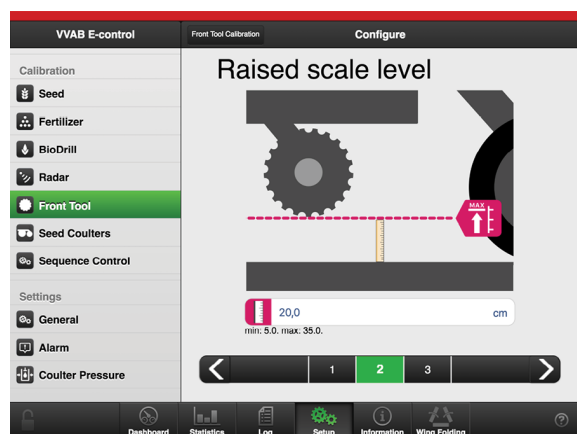 VVAB E-control
Front Tool Calibration
Configure
Calibration
Seed
Fertilizer
BioDrill
Radar
Front Tool
Seed Coulters
Sequence Control
Settings
General
Alarm
Coulter Pressure
Raised scale level
MAX
20,0 cm
min: 5.0. max: 35.0.
1 2 3
Dashboard Statistics Log Setup Information Wing Folding
?